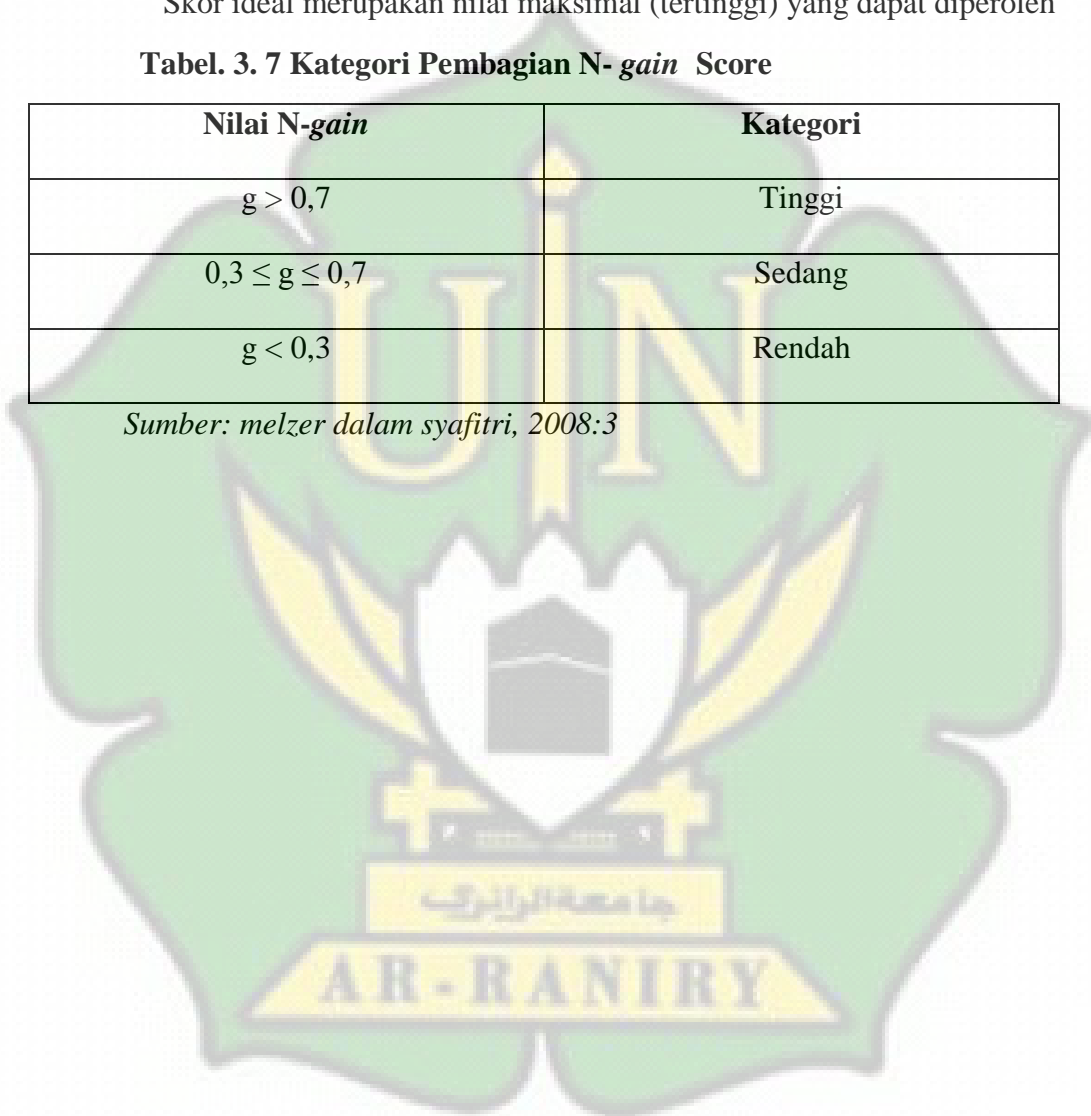 Skor ideal merupakan nilai maksimal (tertinggi) yang dapat diperoleh
Tabel. 3. 7 Kategori Pembagian N- gain Score
Nilai N-gain Kategori
g > 0,7 Tinggi
0,3 ≤ g ≤ 0,7 Sedang
g < 0,3 Rendah
Sumber: melzer dalam syafitri, 2008:3
UIN
جامعة الرانري
AR-RANIRY